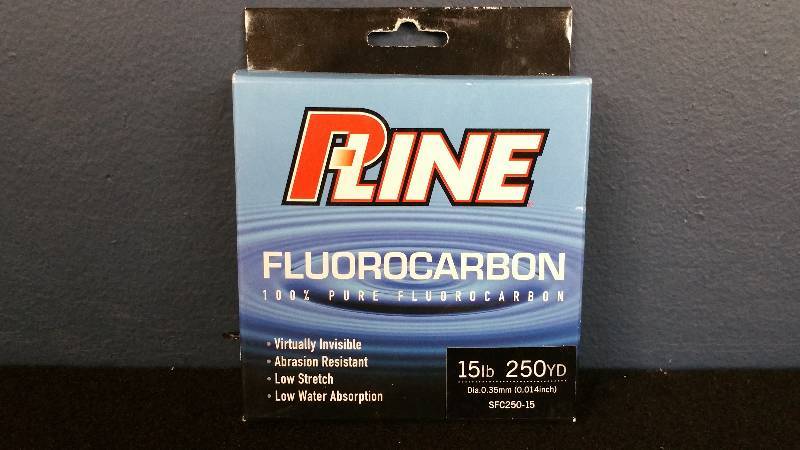 P-LINE
FLUOROCARBON
100% PURE FLUOROCARBON
• Virtually Invisible
• Abrasion Resistant
• Low Stretch
• Low Water Absorption
15lb 250YD
Dia.0.35mm (0.014inch)
SFC250-15